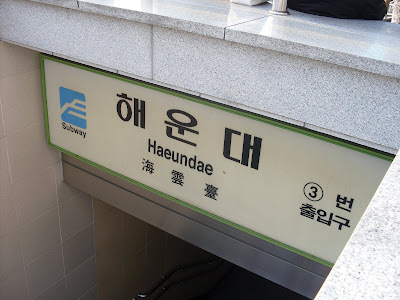 Subway
해운대
Haeundae
海雲臺
③ 번
출입구